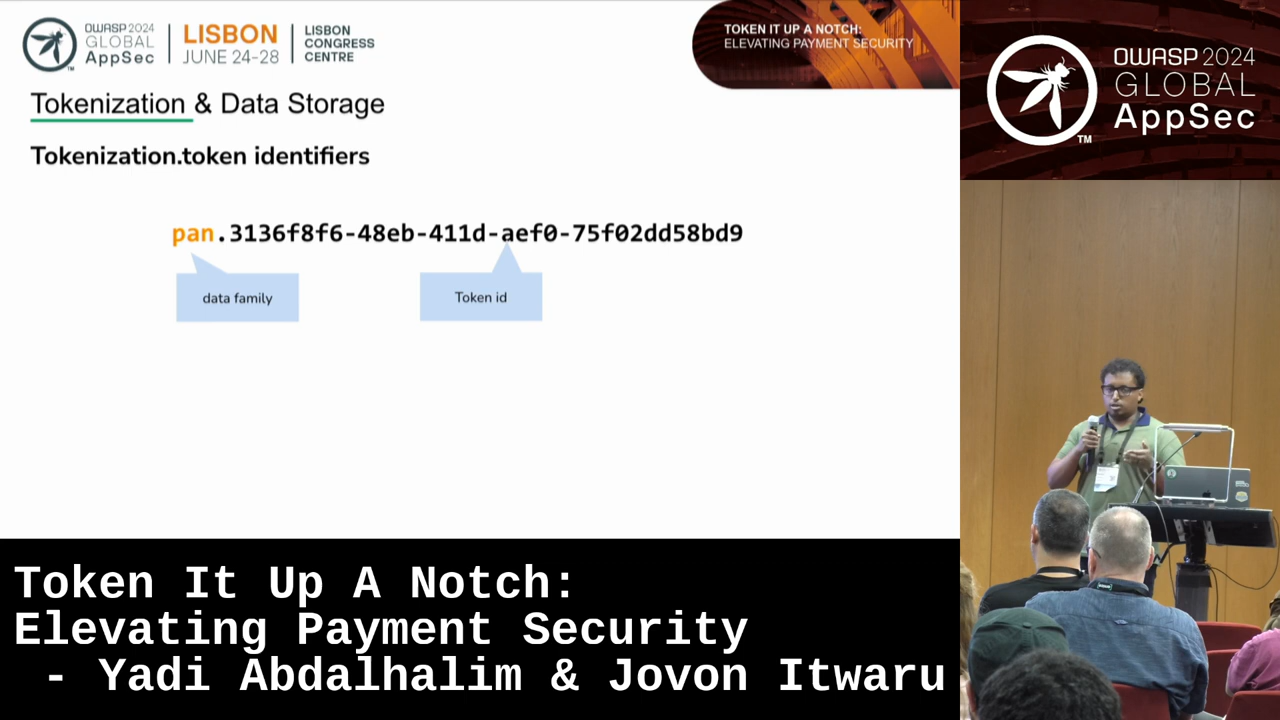 OWASP 2024
GLOBAL
AppSec
TM
LISBON
JUNE 24-28
LISBON
CONGRESS
CENTRE
TOKEN IT UP A NOTCH:
ELEVATING PAYMENT SECURITY
Tokenization & Data Storage
Tokenization.token identifiers
pan.3136f8f6-48eb-411d-aef0-75f02dd58bd9
data family
Token id
OWASP 2024
GLOBAL
AppSec
TM
Token It Up A Notch:
Elevating Payment Security
- Yadi Abdalhalim & Jovon Itwaru